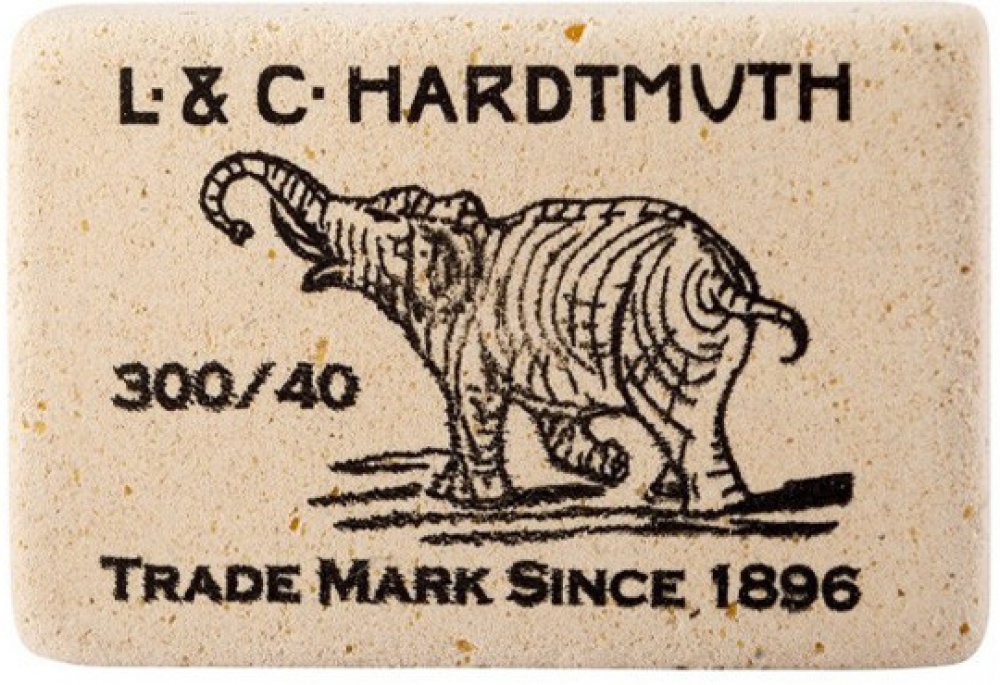 L. & C. HARDTMUTH
300/40
TRADE MARK SINCE 1896